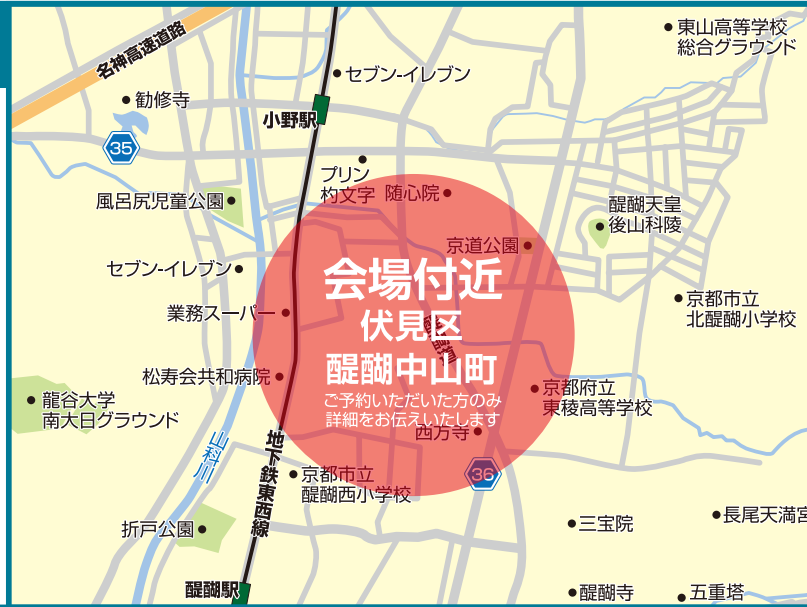 東山高等学校
総合グラウンド
名神高速道路
セブン-イレブン
勧修寺
小野駅
35
プリン
杓文字
随心院
風呂尻児童公園
醍醐天皇
後山科陵
京道公園
セブン-イレブン
会場付近
業務スーパー
京都市立
北醍醐小学校
伏見区
醍醐中山町
松寿会共和病院
ご予約いただいた方のみ
詳細をお伝えいたします
京都府立
東稜高等学校
龍谷大学
南大日グラウンド
西方寺
山科川
地下鉄東西線
36
京都市立
醍醐西小学校
折戸公園
三宝院
長尾天満宮
醍醐駅
醍醐寺
五重塔